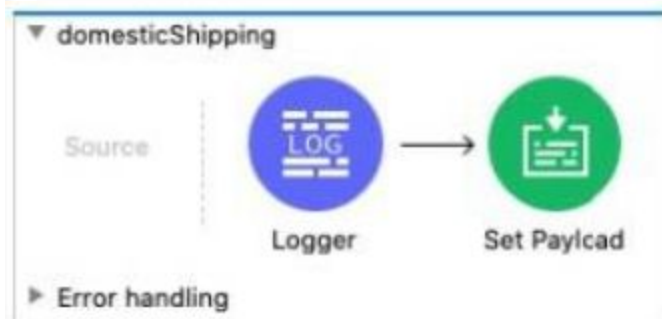 domesticShipping
Source
LOG
Logger
Set Paylcad
Error handling